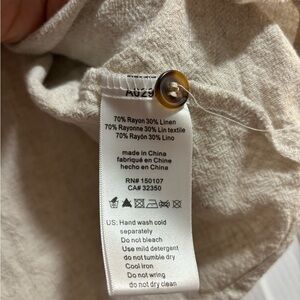 70% Rayon 30% Linen
70% Rayonne 30% Lin textile
70% Rayón 30% Lino
made in China
fabriqué en Chine
hecho en China
RN# 150107
CA# 32350
US: Hand wash cold
separately
Do not bleach
Use mild detergent
do not tumble dry
Cool iron
Do not wring
do not dry clean